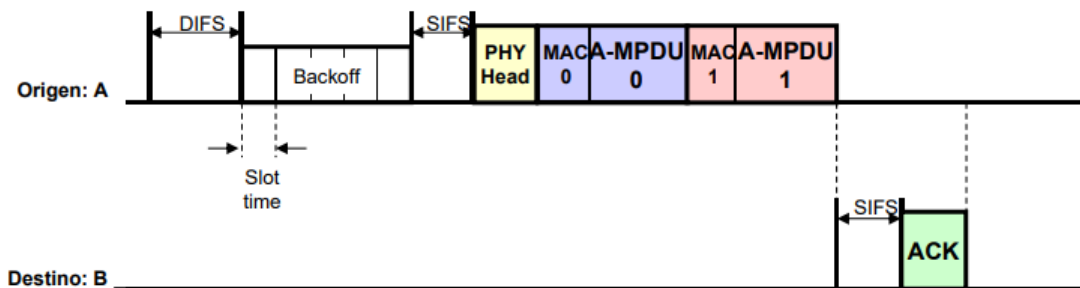 DIFS
SIFS
PHY
Head
MAC
0
A-MPDU
0
MAC
1
A-MPDU
1
Backoff
Origen: A
Slot
time
SIFS
ACK
Destino: B